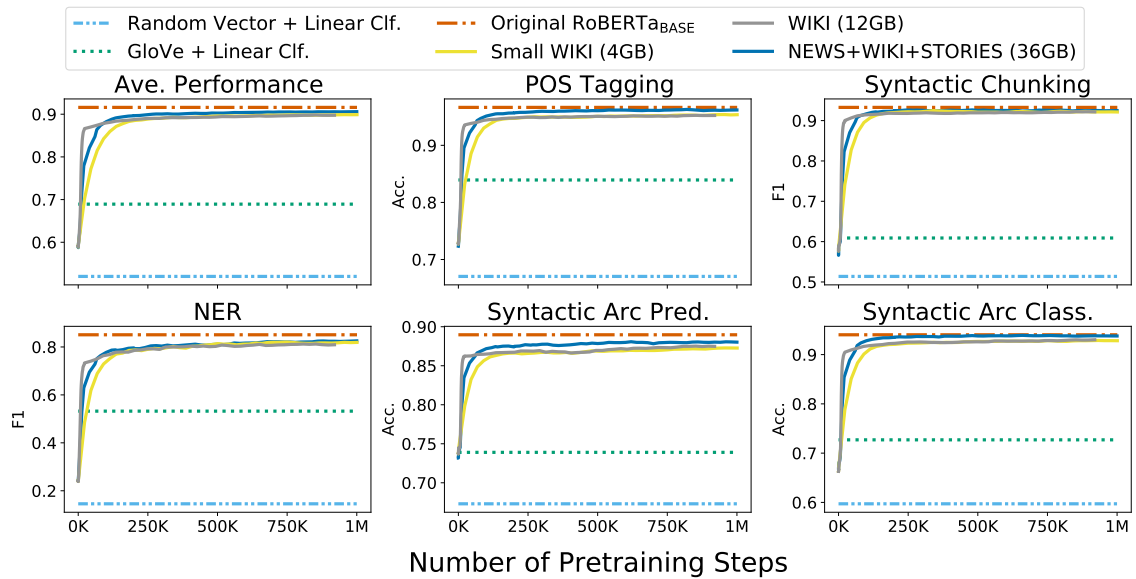 Random Vector + Linear Clf.
GloVe + Linear Clf.
Original RoBERTaBASE
Small WIKI (4GB)
WIKI (12GB)
NEWS+WIKI+STORIES (36GB)
Ave. Performance
0.9
0.8
0.7
0.6
POS Tagging
Acc.
0.9
0.8
0.7
Syntactic Chunking
F1
0.9
0.8
0.7
0.6
0.5
NER
F1
0.8
0.6
0.4
0.2
0K 250K 500K 750K 1M
Syntactic Arc Pred.
Acc.
0.90
0.85
0.80
0.75
0.70
0K 250K 500K 750K 1M
Syntactic Arc Class.
Acc.
0.9
0.8
0.7
0.6
0K 250K 500K 750K 1M
Number of Pretraining Steps